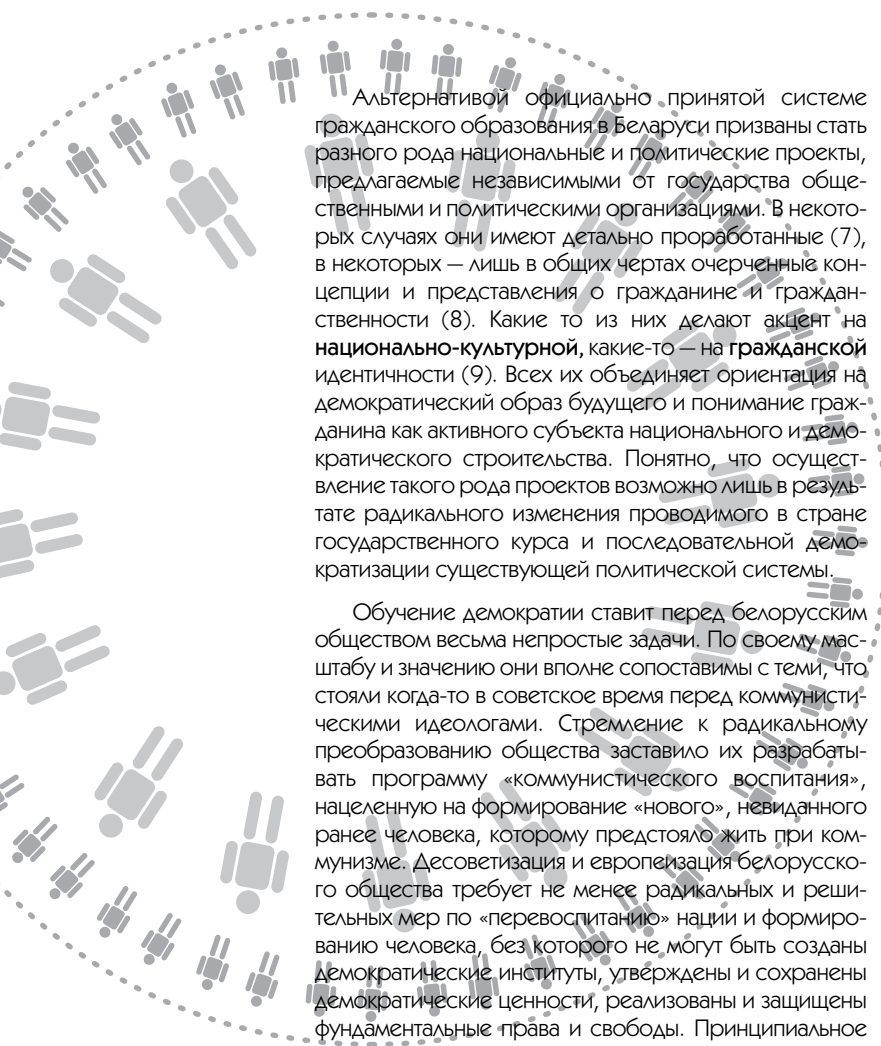 Альтернативой официально принятой системе
гражданского образования в Беларуси призваны стать
разного рода национальные и политические проекты,
предлагаемые независимыми от государства обще-
ственными и политическими организациями. В некото-
рых случаях они имеют детально проработанные (7),
в некоторых — лишь в общих чертах очерченные кон-
цепции и представления о гражданине и граждан-
ственности (8). Какие то из них делают акцент на
национально-культурной, какие-то — на гражданской
идентичности (9). Всех их объединяет ориентация на
демократический образ будущего и понимание граж-
данина как активного субъекта национального и демо-
кратического строительства. Понятно, что осущест-
вление такого рода проектов возможно лишь в резуль-
тате радикального изменения проводимого в стране
государственного курса и последовательной демо-
кратизации существующей политической системы.
Обучение демократии ставит перед белорусским
обществом весьма непростые задачи. По своему мас-
штабу и значению они вполне сопоставимы с теми, что
стояли когда-то в советское время перед коммунисти-
ческими идеологами. Стремление к радикальному
преобразованию общества заставило их разрабаты-
вать программу «коммунистического воспитания»,
нацеленную на формирование «нового», невиданного
ранее человека, которому предстояло жить при ком-
мунизме. Десоветизация и европеизация белорусско-
го общества требует не менее радикальных и реши-
тельных мер по «перевоспитанию» нации и формиро-
ванию человека, без которого не могут быть созданы
демократические институты, утверждены и сохранены
демократические ценности, реализованы и защищены
фундаментальные права и свободы. Принципиальное